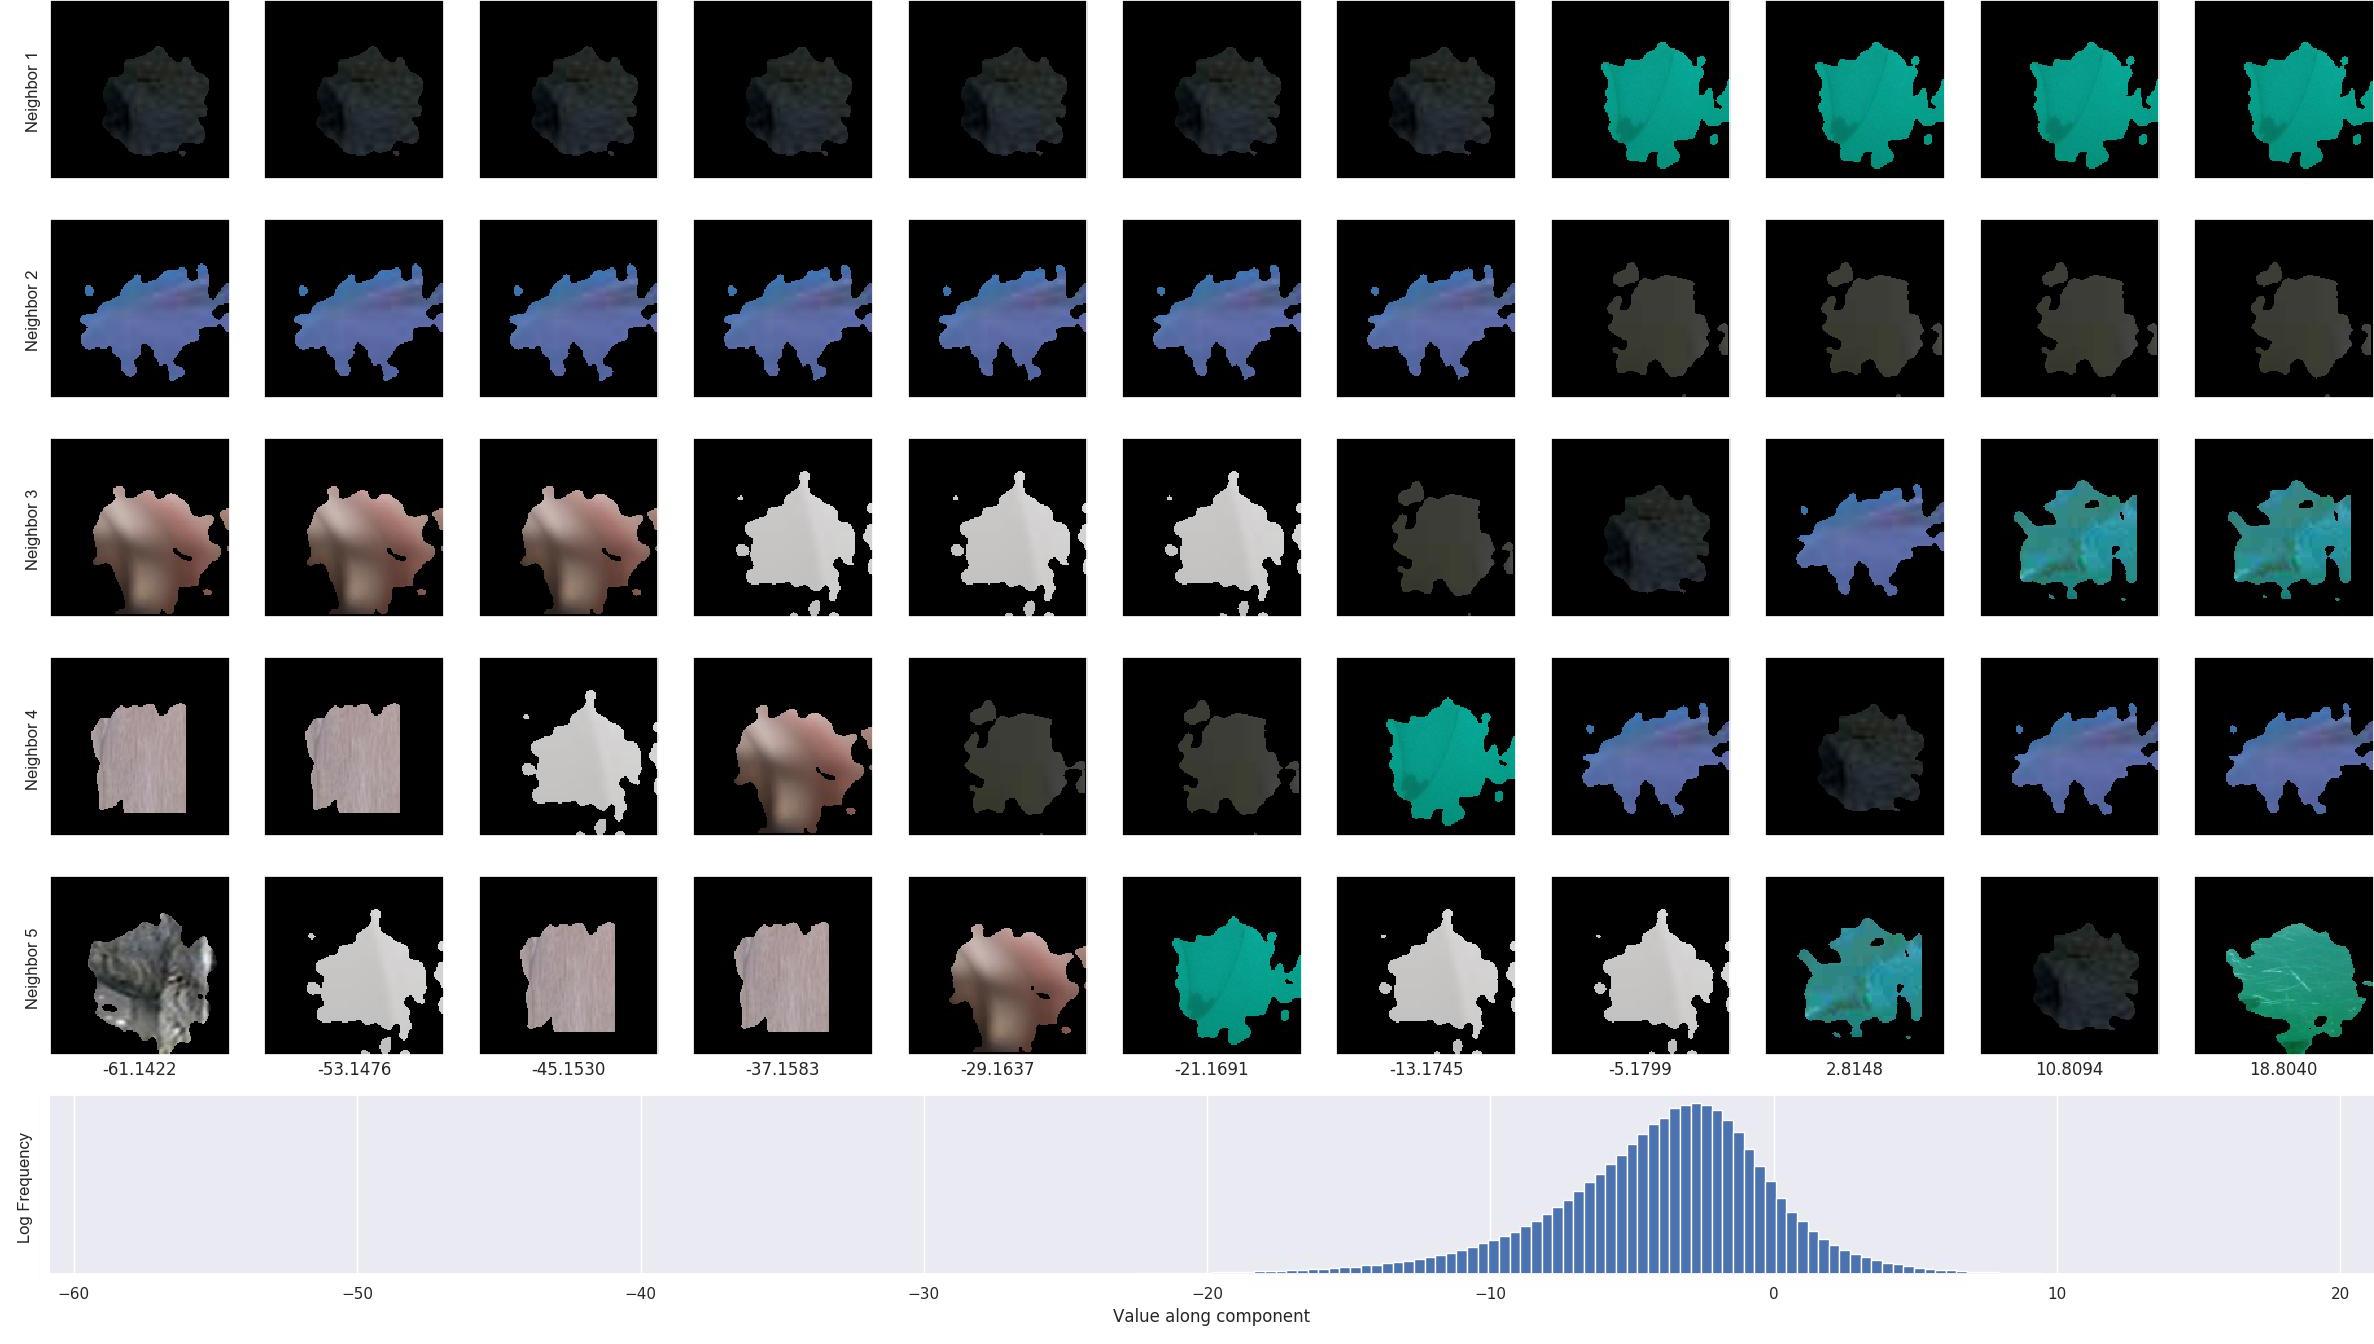 Neighbor 1
Neighbor 2
Neighbor 3
Neighbor 4
Neighbor 5
-61.1422 -53.1476 -45.1530 -37.1583 -29.1637 -21.1691 -13.1745 -5.1799 2.8148 10.8094 18.8040
Log Frequency
−60 −50 −40 −30 −20 −10 0 10 20
Value along component